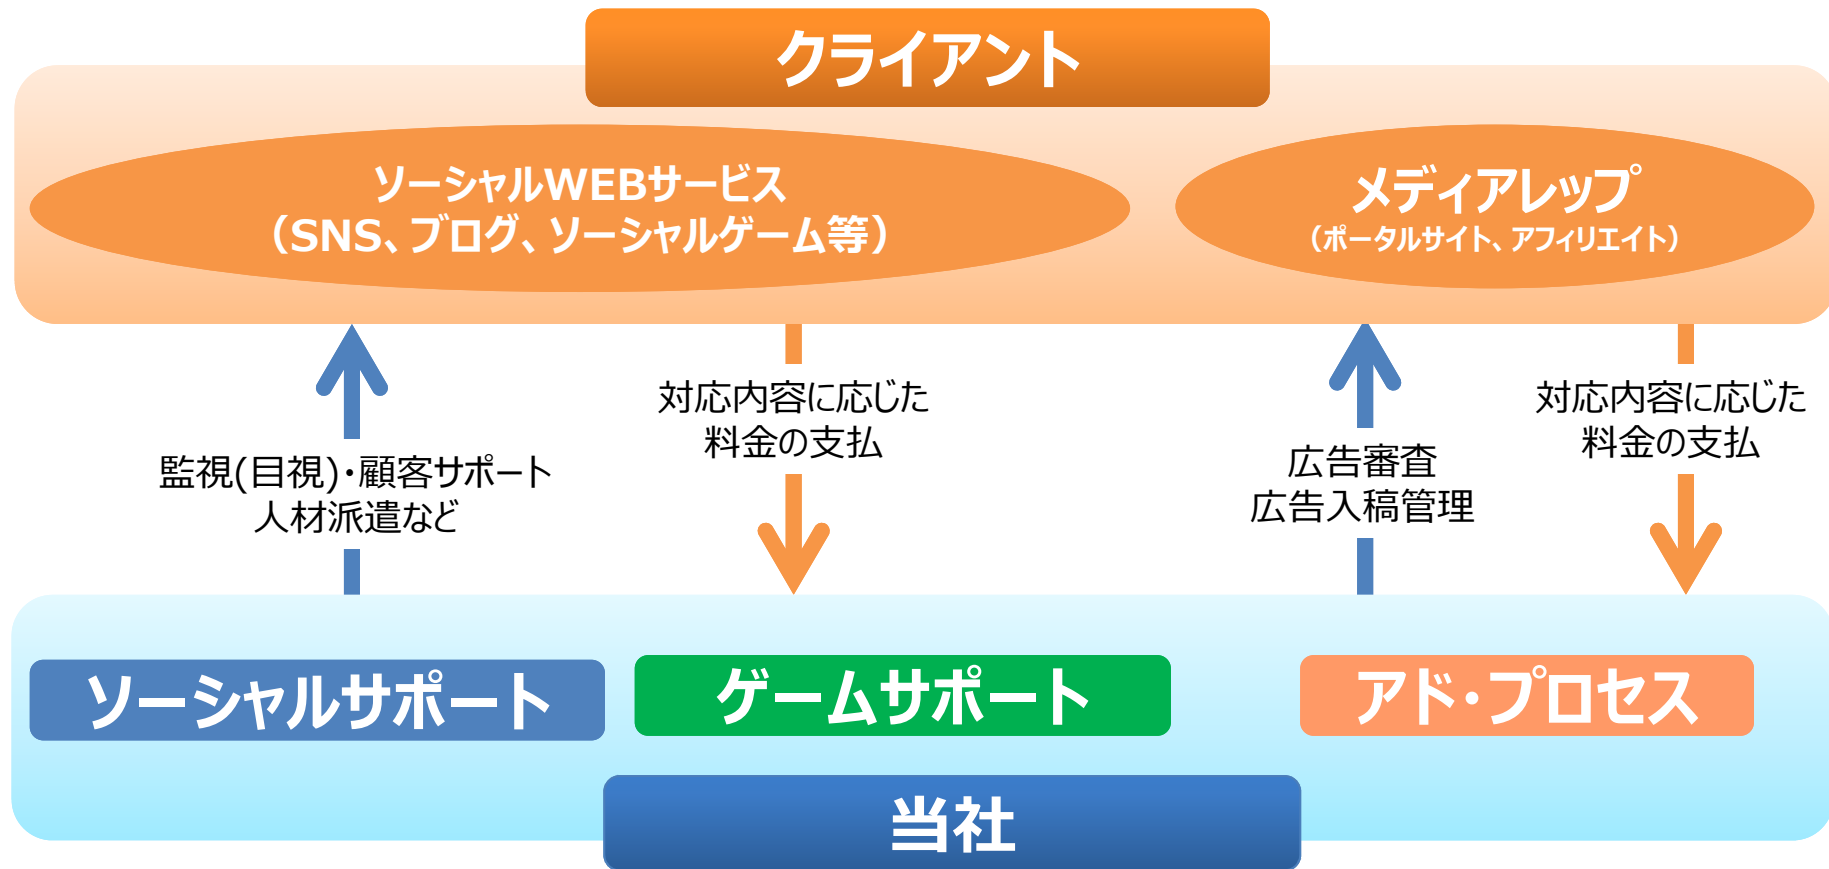 クライアント
ソーシャルWEBサービス
（SNS、ブログ、ソーシャルゲーム等）
メディアレップ
（ポータルサイト、アフィリエイト）
監視(目視)・顧客サポート
人材派遣など
対応内容に応じた
料金の支払
広告審査
広告入稿管理
対応内容に応じた
料金の支払
ソーシャルサポート
ゲームサポート
アド・プロセス
当社